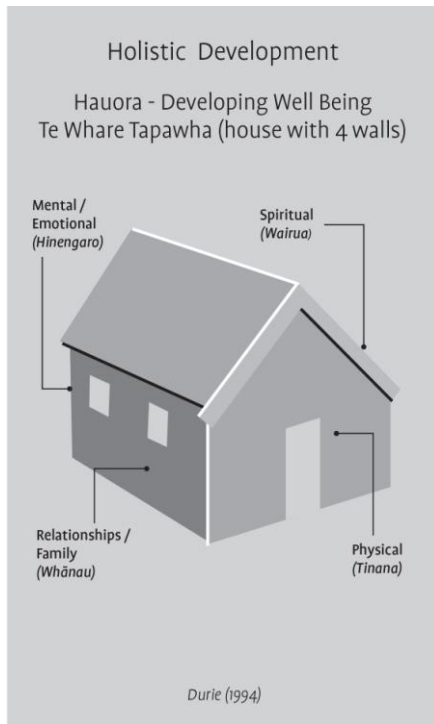 Holistic Development
Hauora - Developing Well Being
Te Whare Tapawha (house with 4 walls)
Mental /
Emotional
(Hinengaro)
Spiritual
(Wairua)
Relationships /
Family
(Whānau)
Physical
(Tinana)
Durie (1994)